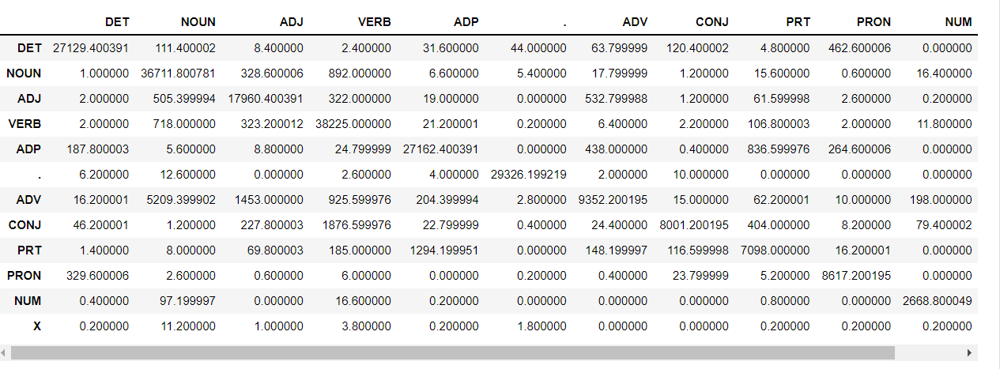 DET NOUN ADJ VERB ADP . ADV CONJ PRT PRON NUM
DET 27129.400391 111.400002 8.400000 2.400000 31.600000 44.000000 63.799999 120.400002 4.800000 462.600006 0.000000
NOUN 1.000000 36711.800781 328.600006 892.000000 6.600000 5.400000 17.799999 1.200000 15.600000 0.600000 16.400000
ADJ 2.000000 505.399994 17960.400391 322.000000 19.000000 0.000000 532.799988 1.200000 61.599998 2.600000 0.200000
VERB 2.000000 718.000000 323.200012 38225.000000 21.200001 0.200000 6.400000 2.200000 106.800003 2.000000 11.800000
ADP 187.800003 5.600000 8.800000 24.799999 27162.400391 0.000000 438.000000 0.400000 836.599976 264.600006 0.000000
. 6.200000 12.600000 0.000000 2.600000 4.000000 29326.199219 2.000000 10.000000 0.000000 0.000000 0.000000
ADV 16.200001 5209.399902 1453.000000 925.599976 204.399994 2.800000 9352.200195 15.000000 62.200001 10.000000 198.000000
CONJ 46.200001 1.200000 227.800003 1876.599976 22.799999 0.400000 24.400000 8001.200195 404.000000 8.200000 79.400002
PRT 1.400000 8.000000 69.800003 185.000000 1294.199951 0.000000 148.199997 116.599998 7098.000000 16.200001 0.000000
PRON 329.600006 2.600000 0.600000 6.000000 0.000000 0.200000 0.400000 23.799999 5.200000 8617.200195 0.000000
NUM 0.400000 97.199997 0.000000 16.600000 0.200000 0.000000 0.000000 0.000000 0.800000 0.000000 2668.800049
X 0.200000 11.200000 1.000000 3.800000 0.200000 1.800000 0.000000 0.000000 0.200000 0.200000 0.200000